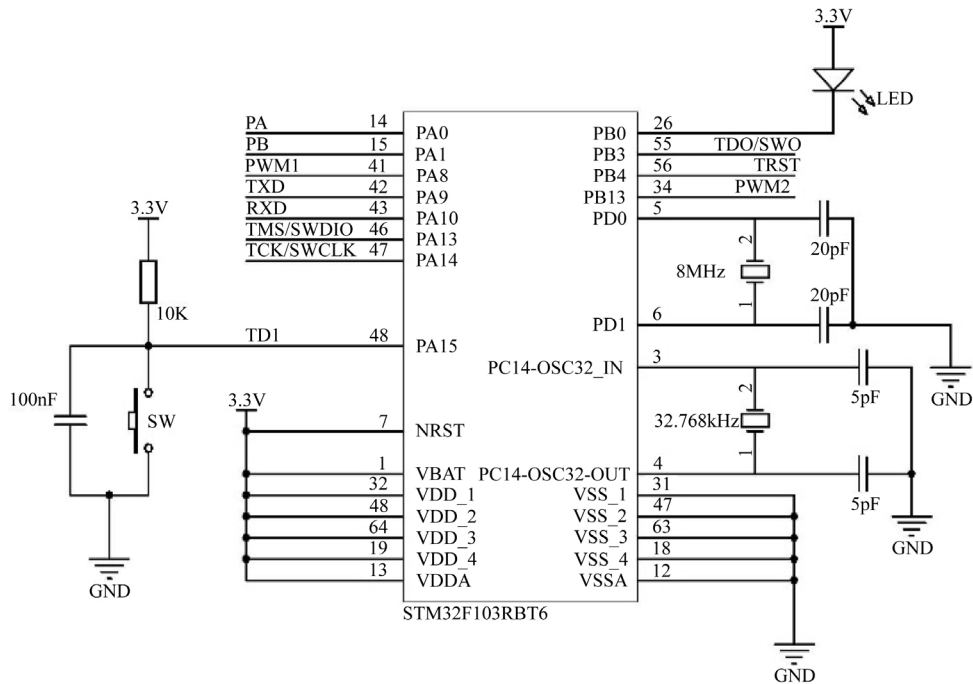 3.3V
LED
PA 14 PA0 PB0 26
PB 15 PA1 PB3 55 TDO/SWO
PWM1 41 PA8 PB4 56 TRST
TXD 42 PA9 PB13 34 PWM2
RXD 43 PA10 PD0 5
TMS/SWDIO 46 PA13
TCK/SWCLK 47 PA14
3.3V
10K
2
8MHz
1
20pF
20pF
PD1 6
TD1 48 PA15
PC14-OSC32_IN 3
GND
100nF
SW
3.3V
7 NRST
2
32.768kHz
1
5pF
5pF
1 VBAT PC14-OSC32-OUT 4
32 VDD_1 VSS_1 31
48 VDD_2 VSS_2 47
64 VDD_3 VSS_3 63
19 VDD_4 VSS_4 18
13 VDDA VSSA 12
GND
GND
STM32F103RBT6
GND